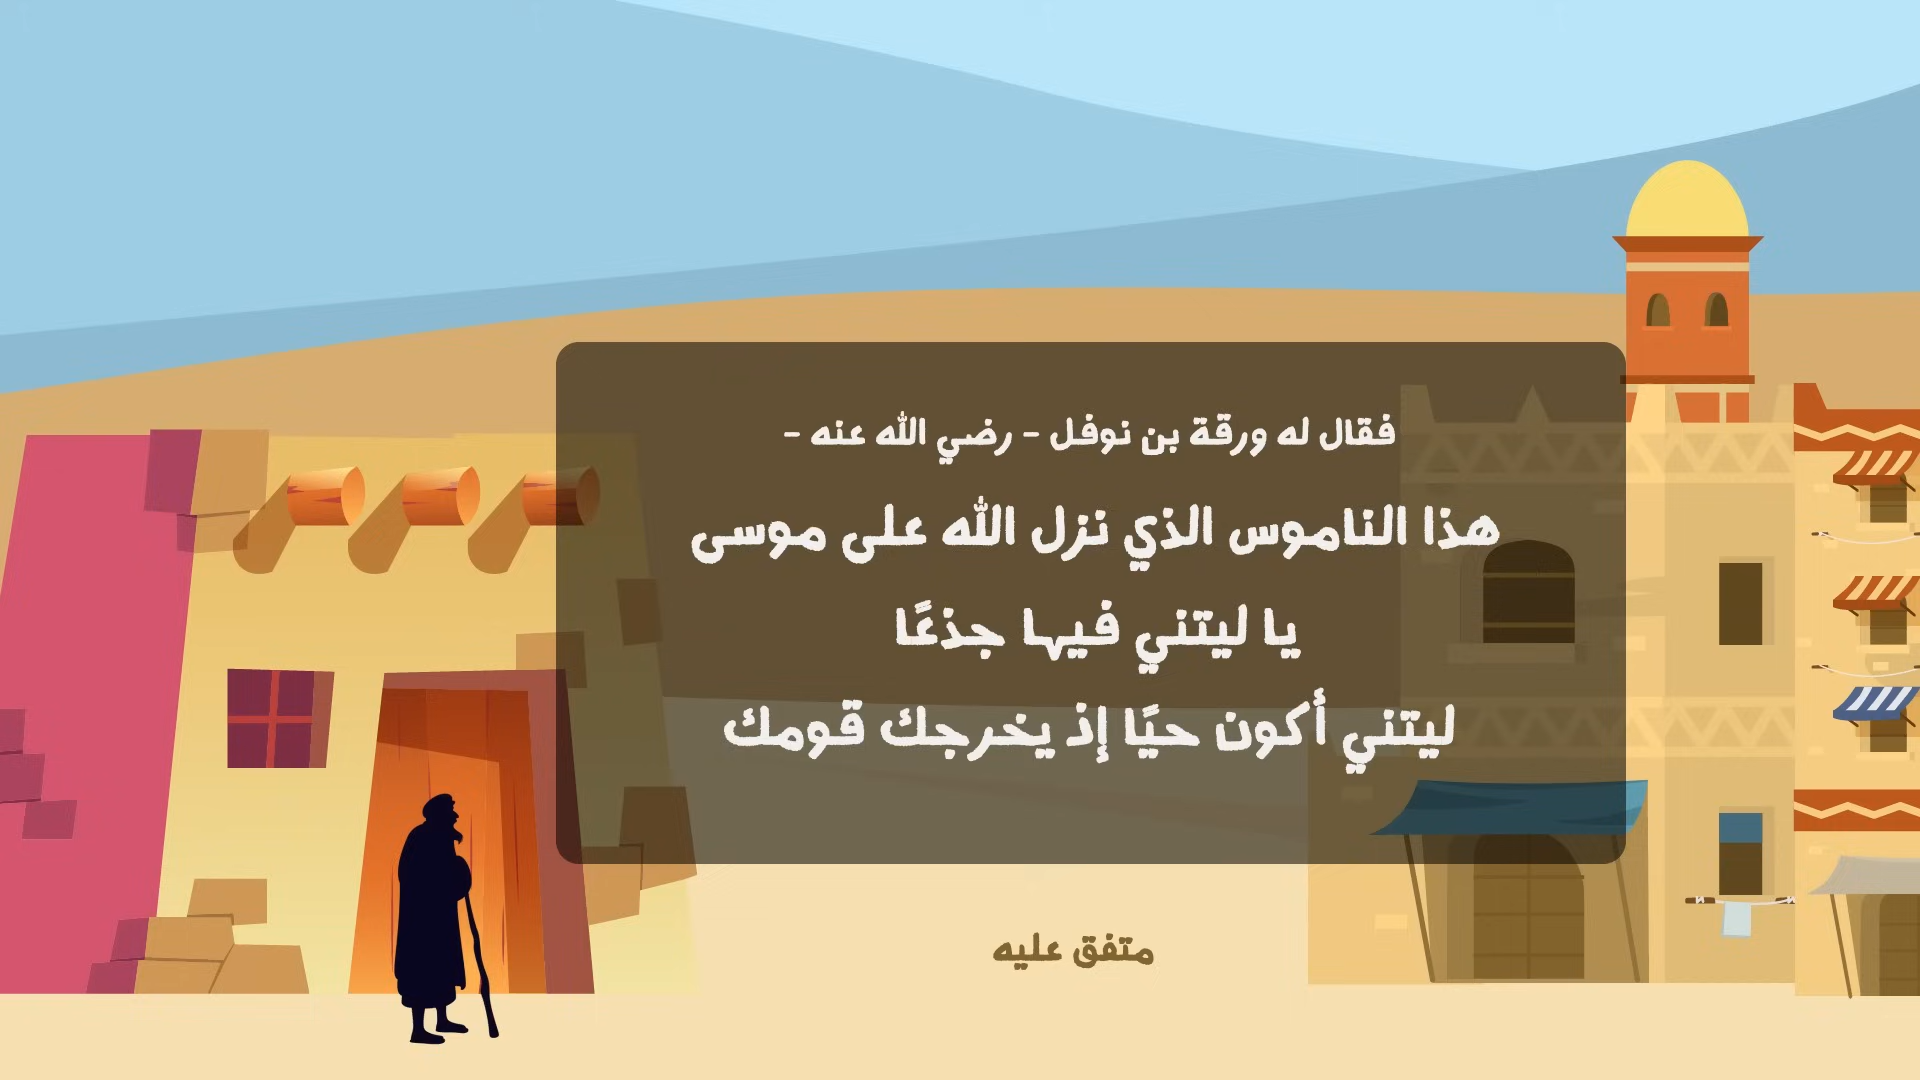 فقال له ورقة بن نوفل - رضي الله عنه -
هذا الناموس الذي نزل الله على موسى
يا ليتني فيها جذعًا
ليتني أكون حيًا إذ يخرجك قومك
متفق عليه